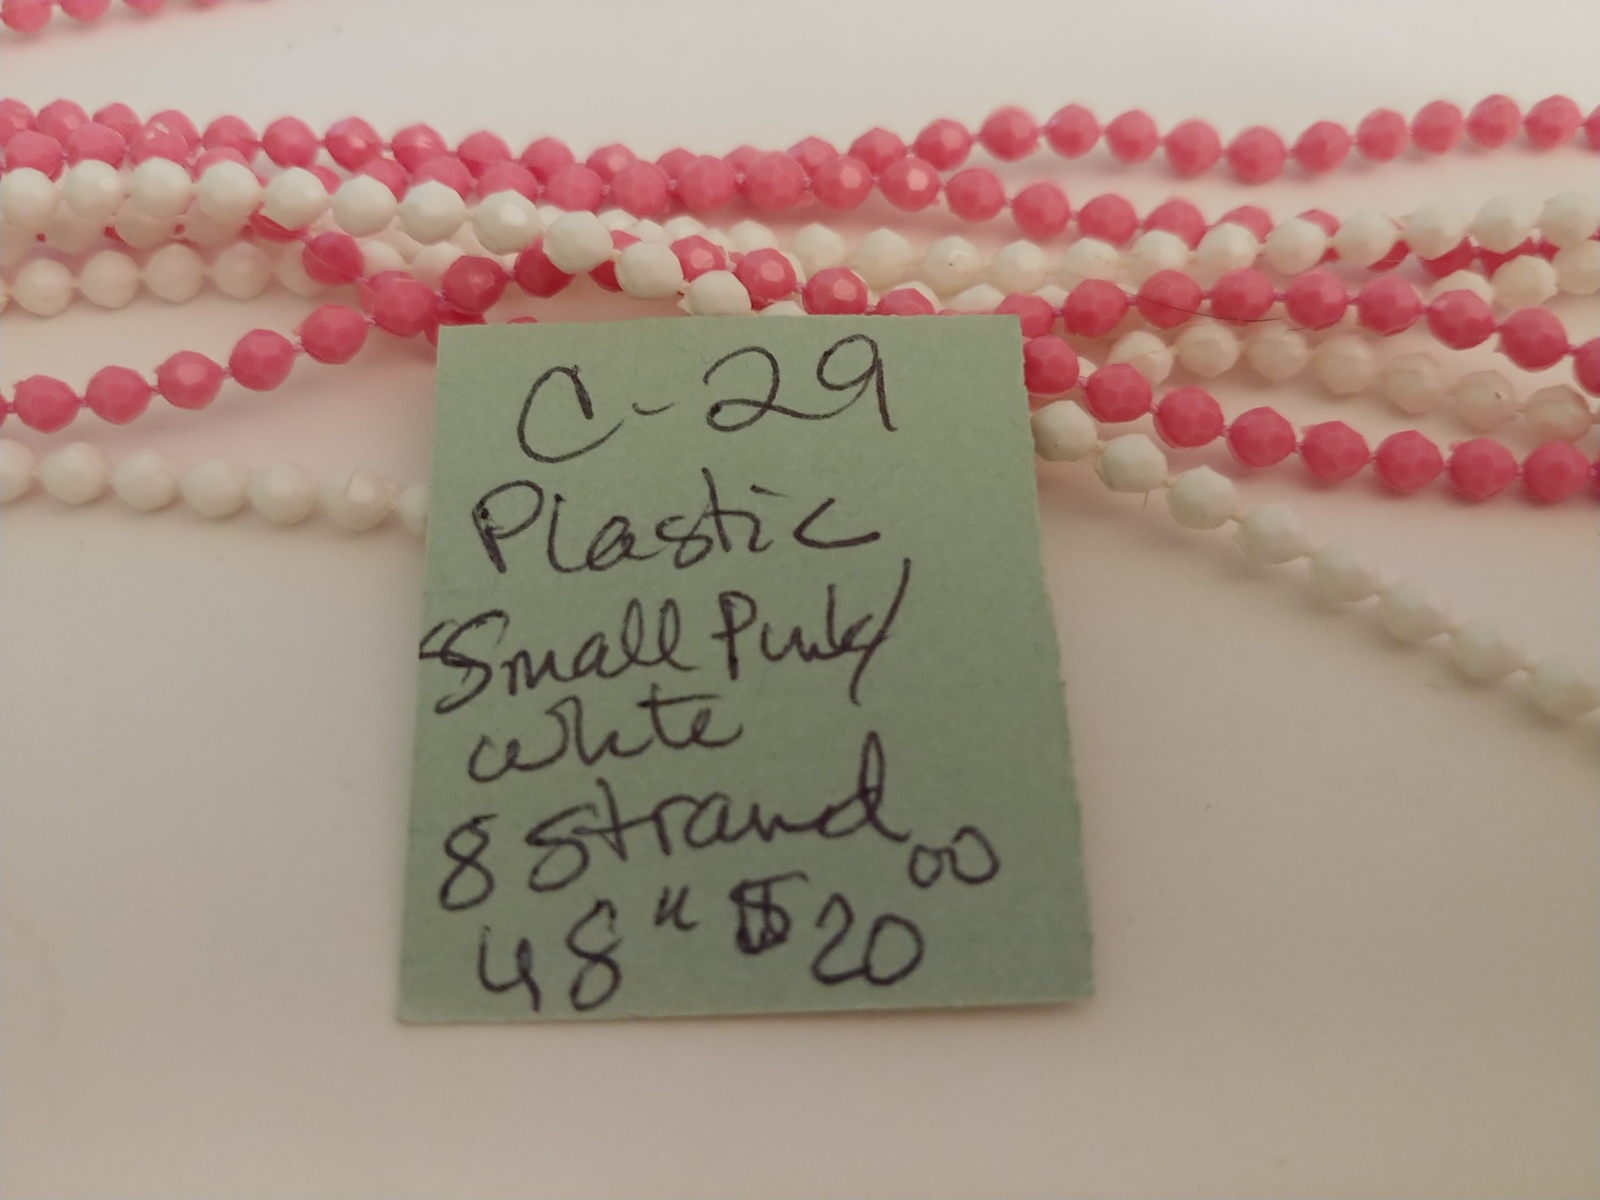 C-29
Plastic
Small Pink/
white
8 Strand
48" $20.00